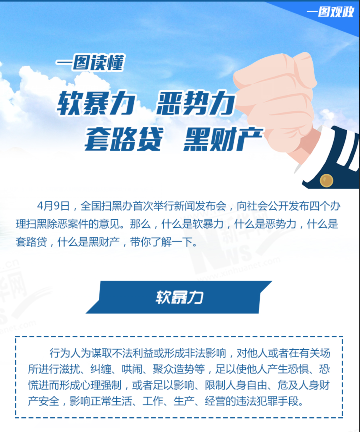 一图观政
一图读懂
软暴力 恶势力
套路贷 黑财产
4月9日，全国扫黑办首次举行新闻发布会，向社会公开发布四个办
理扫黑除恶案件的意见。那么，什么是软暴力，什么是恶势力，什么是
套路贷，什么是黑财产，带你了解一下。
软暴力
行为人为谋取不法利益或形成非法影响，对他人或者在有关场
所进行滋扰、纠缠、哄闹、聚众造势等，足以使他人产生恐惧、恐
慌进而形成心理强制，或者足以影响、限制人身自由、危及人身财
产安全，影响正常生活、工作、生产、经营的违法犯罪手段。